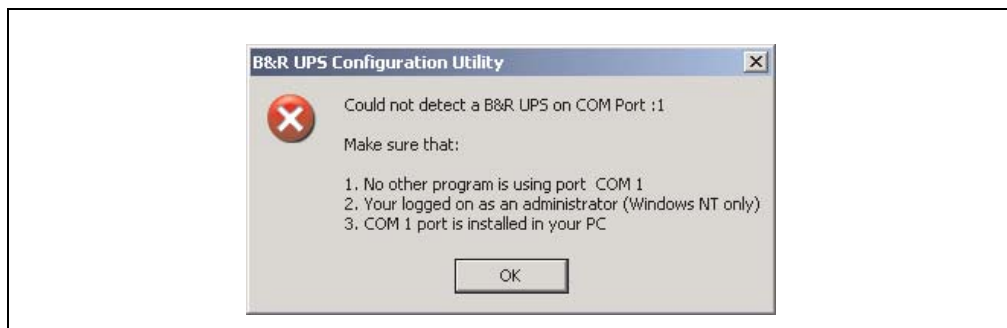 B&R UPS Configuration Utility
Could not detect a B&R UPS on COM Port :1
Make sure that:
1. No other program is using port  COM 1
2. Your logged on as an administrator (Windows NT only)
3. COM 1 port is installed in your PC
OK